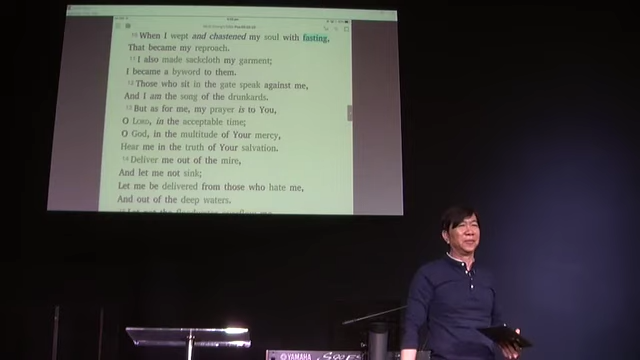 10 When I wept and chastened my soul with fasting,
That became my reproach.
11 I also made sackcloth my garment;
I became a byword to them.
12 Those who sit in the gate speak against me,
And I am the song of the drunkards.
13 But as for me, my prayer is to You,
O LORD, in the acceptable time;
O God, in the multitude of Your mercy,
Hear me in the truth of Your salvation.
14 Deliver me out of the mire,
And let me not sink;
Let me be delivered from those who hate me,
And out of the deep waters.
YAMAHA